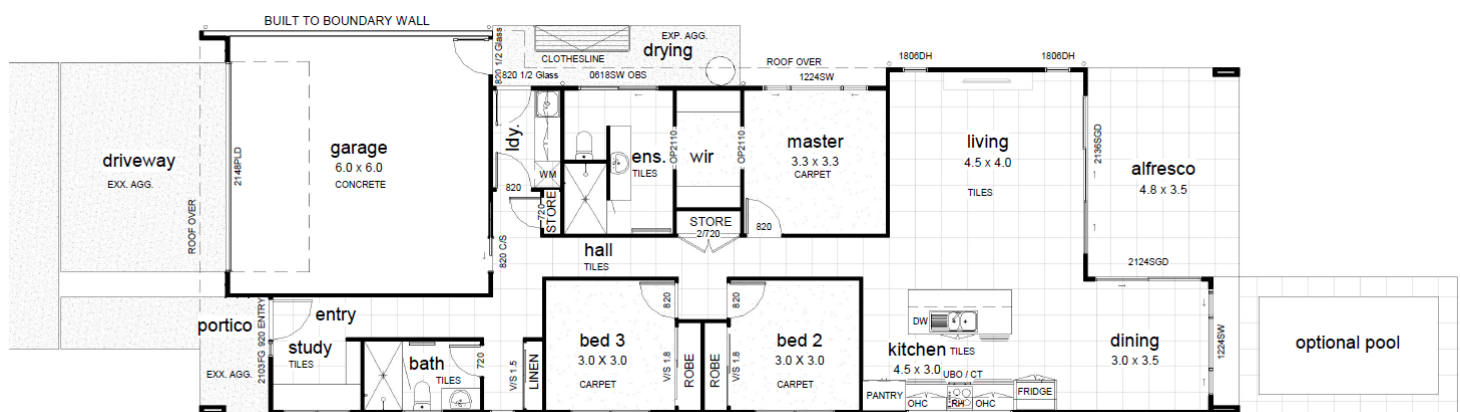 BUILT TO BOUNDARY WALL
EXP. AGG.
drying
CLOTHESLINE
820 1/2 Glass
820 1/2 Glass
0618SW OBS
ROOF OVER
1224SW
1806DH
1806DH
driveway
EXX. AGG.
ROOF OVER
2148PLD
garage
6.0 x 6.0
CONCRETE
ldy.
WM
820
720
STORE
820 C/S
ens.
TILES
OP2110
wir
OP2110
STORE
2/720
master
3.3 x 3.3
CARPET
820
living
4.5 x 4.0
TILES
2136SGD
alfresco
4.8 x 3.5
2124SGD
hall
TILES
portico
EXX. AGG.
2103FG 920 ENTRY
entry
study
TILES
bath
TILES
720
V/S 1.5
LINEN
bed 3
3.0 X 3.0
CARPET
820
V/S 1.8
ROBE
ROBE
V/S 1.8
820
bed 2
3.0 X 3.0
CARPET
DW
kitchen
TILES
4.5 x 3.0
UBO / CT
PANTRY
OHC
RH
OHC
FRIDGE
dining
3.0 x 3.5
1224SW
optional pool